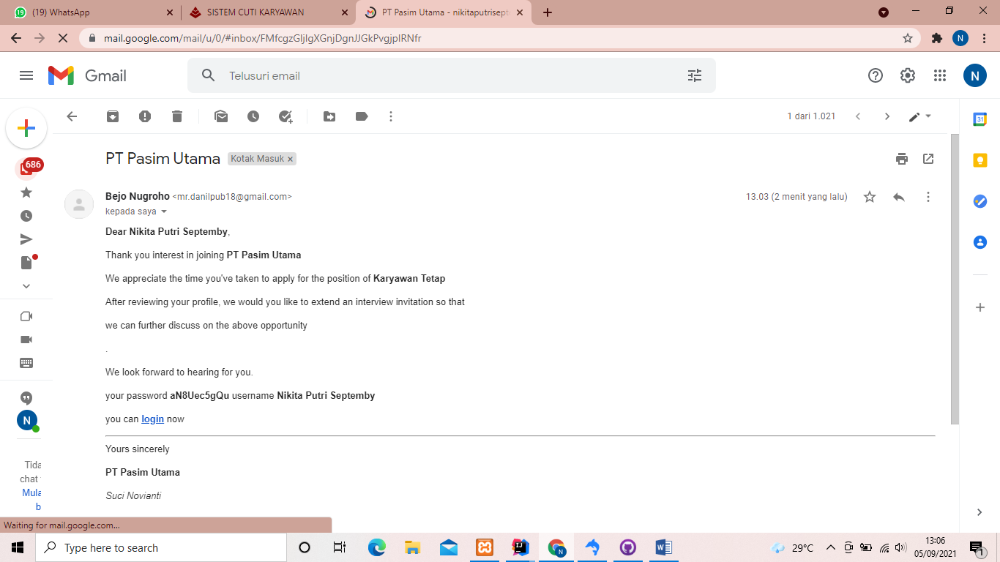 (19) WhatsApp
SISTEM CUTI KARYAWAN
PT Pasim Utama - nikitaputrisept
mail.google.com/mail/u/0/#inbox/FMfcgzGljlgXGnjDgnJJGkPvgjpIRNfr
N
Gmail
Telusuri email
N
1 dari 1.021
31
686
PT Pasim Utama
Kotak Masuk ×
Bejo Nugroho <mr.danilpub18@gmail.com>
13.03 (2 menit yang lalu)
kepada saya
Dear Nikita Putri Septemby,
Thank you interest in joining PT Pasim Utama
We appreciate the time you've taken to apply for the position of Karyawan Tetap
After reviewing your profile, we would you like to extend an interview invitation so that
we can further discuss on the above opportunity
.
We look forward to hearing for you.
your password aN8Uec5gQu username Nikita Putri Septemby
you can login now
Yours sincerely
PT Pasim Utama
Suci Novianti
N
Tida
chat
Mula
b
Waiting for mail.google.com...
Type here to search
29°C
13:06
05/09/2021
1